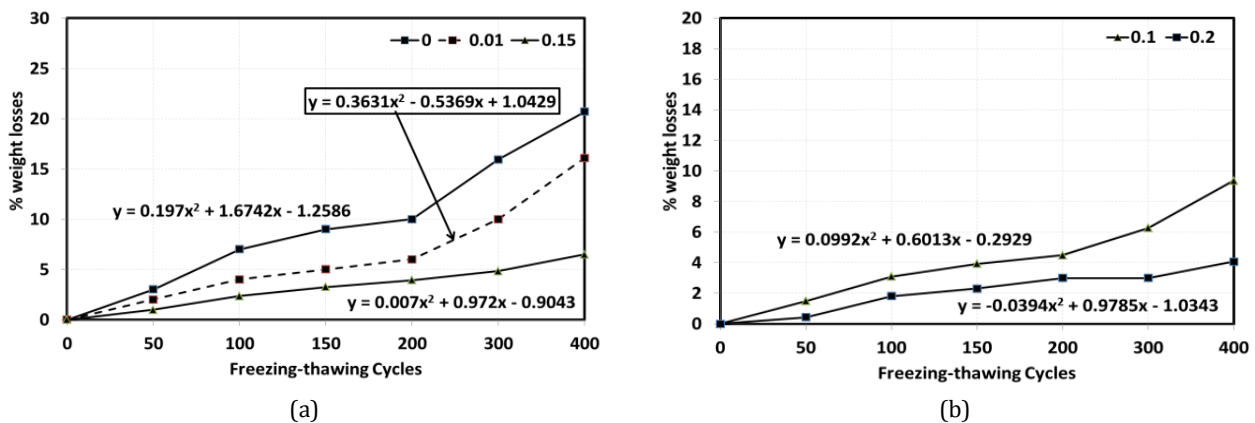 30
25
20
15
10
5
0
% weight losses
0 0.01 0.15
y = 0.3631x² - 0.5369x + 1.0429
y = 0.197x² + 1.6742x - 1.2586
y = 0.007x² + 0.972x - 0.9043
0 50 100 150 200 300 400
Freezing-thawing Cycles
(a)
20
18
16
14
12
10
8
6
4
2
0
% weight losses
0.1 0.2
y = 0.0992x² + 0.6013x - 0.2929
y = -0.0394x² + 0.9785x - 1.0343
0 50 100 150 200 300 400
Freezing-thawing Cycles
(b)